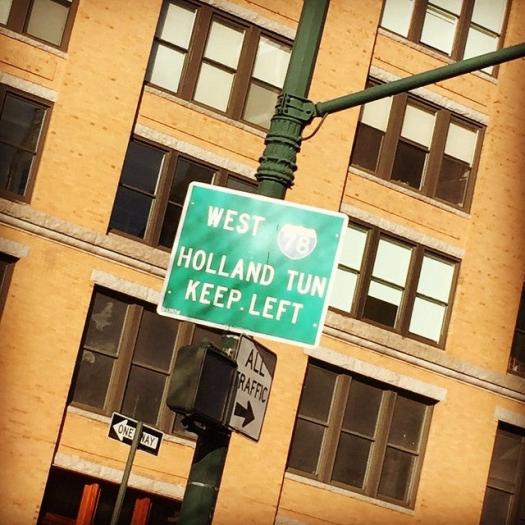 WEST 78
HOLLAND TUN
KEEP LEFT
ALL
TRAFFIC
ONE WAY